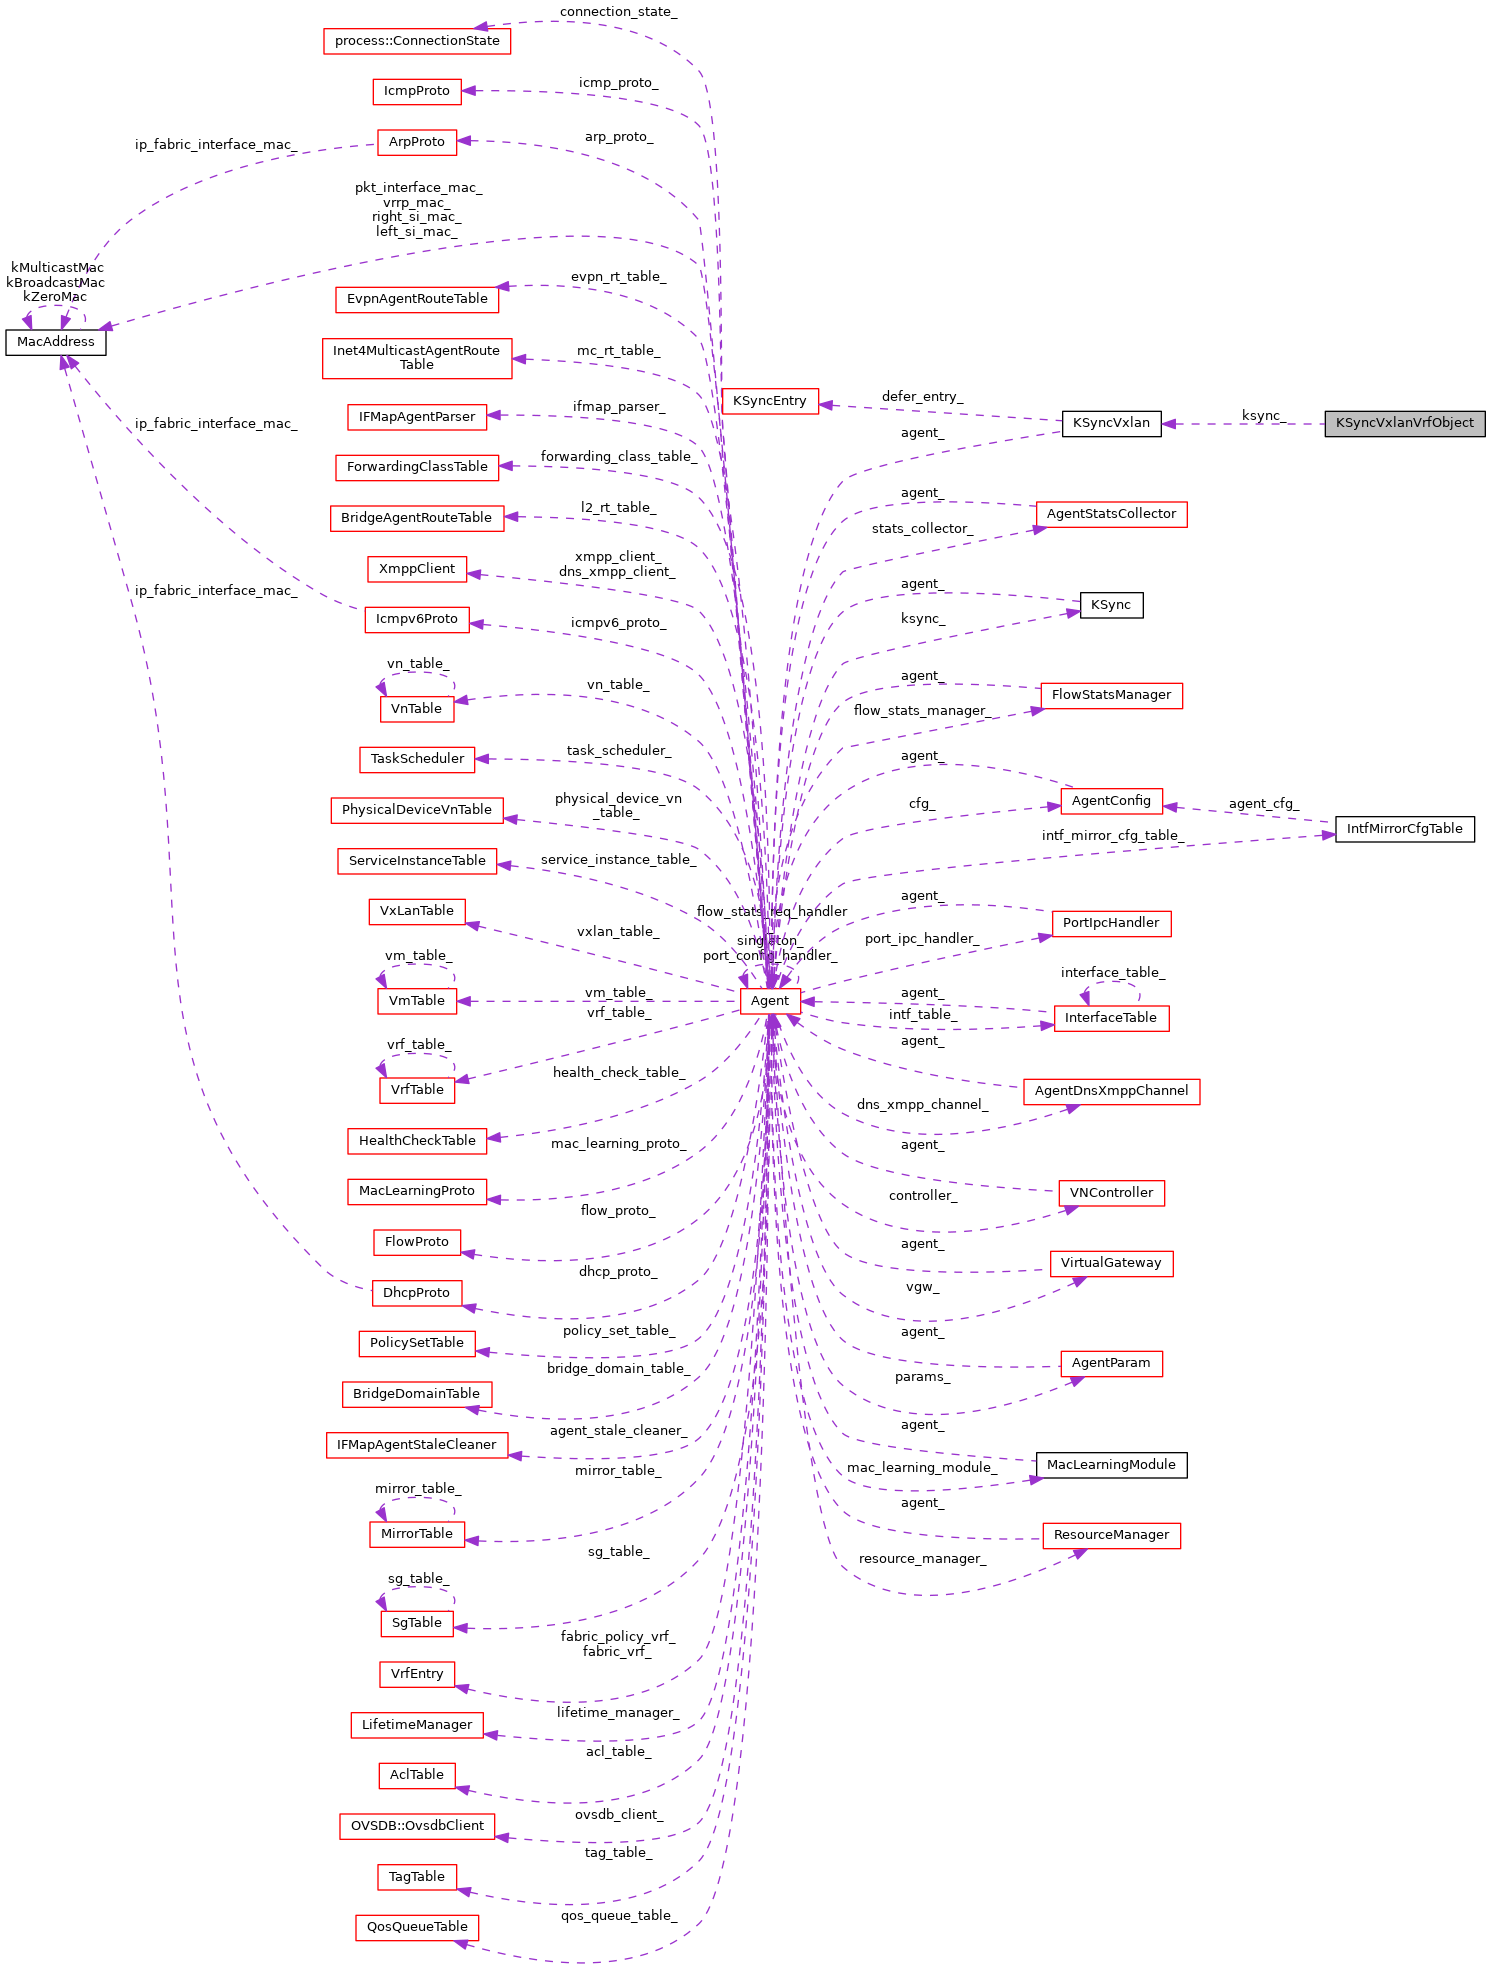 connection_state_
process::ConnectionState
icmp_proto_
IcmpProto
arp_proto_
ArpProto
ip_fabric_interface_mac_
pkt_interface_mac_
vrrp_mac_
right_si_mac_
left_si_mac_
kMulticastMac
kBroadcastMac
kZeroMac
MacAddress
evpn_rt_table_
EvpnAgentRouteTable
mc_rt_table_
Inet4MulticastAgentRoute
Table
ifmap_parser_
IFMapAgentParser
ip_fabric_interface_mac_
forwarding_class_table_
ForwardingClassTable
l2_rt_table_
BridgeAgentRouteTable
xmpp_client_
dns_xmpp_client_
XmppClient
ip_fabric_interface_mac_
icmpv6_proto_
Icmpv6Proto
vn_table_
vn_table_
VnTable
task_scheduler_
TaskScheduler
physical_device_vn
_table_
PhysicalDeviceVnTable
service_instance_table_
ServiceInstanceTable
VxLanTable
vxlan_table_
vm_table_
VmTable
vm_table_
vrf_table_
vrf_table_
VrfTable
health_check_table_
HealthCheckTable
mac_learning_proto_
MacLearningProto
flow_proto_
FlowProto
dhcp_proto_
DhcpProto
policy_set_table_
PolicySetTable
bridge_domain_table_
BridgeDomainTable
agent_stale_cleaner_
IFMapAgentStaleCleaner
mirror_table_
mirror_table_
MirrorTable
sg_table_
sg_table_
SgTable
fabric_policy_vrf_
fabric_vrf_
VrfEntry
lifetime_manager_
LifetimeManager
acl_table_
AclTable
ovsdb_client_
OVSDB::OvsdbClient
tag_table_
TagTable
qos_queue_table_
QosQueueTable
KSyncEntry
defer_entry_
KSyncVxlan
ksync_
KSyncVxlanVrfObject
agent_
agent_
AgentStatsCollector
stats_collector_
agent_
KSync
ksync_
agent_
FlowStatsManager
flow_stats_manager_
agent_
AgentConfig
cfg_
agent_cfg_
IntfMirrorCfgTable
intf_mirror_cfg_table_
flow_stats_req_handler
_
singleton_
port_config_handler_
Agent
agent_
PortIpcHandler
port_ipc_handler_
interface_table_
agent_
intf_table_
InterfaceTable
agent_
AgentDnsXmppChannel
dns_xmpp_channel_
agent_
VNController
controller_
agent_
VirtualGateway
vgw_
agent_
AgentParam
params_
agent_
MacLearningModule
mac_learning_module_
agent_
ResourceManager
resource_manager_